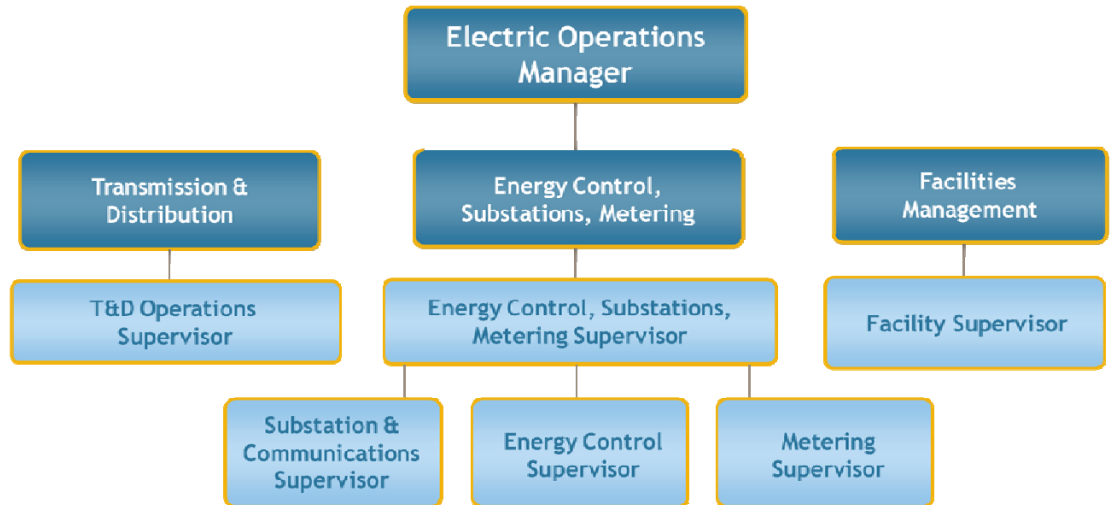 Electric Operations
Manager
Transmission &
Distribution
Energy Control,
Substations, Metering
Facilities
Management
T&D Operations
Supervisor
Energy Control, Substations,
Metering Supervisor
Facility Supervisor
Substation &
Communications
Supervisor
Energy Control
Supervisor
Metering
Supervisor